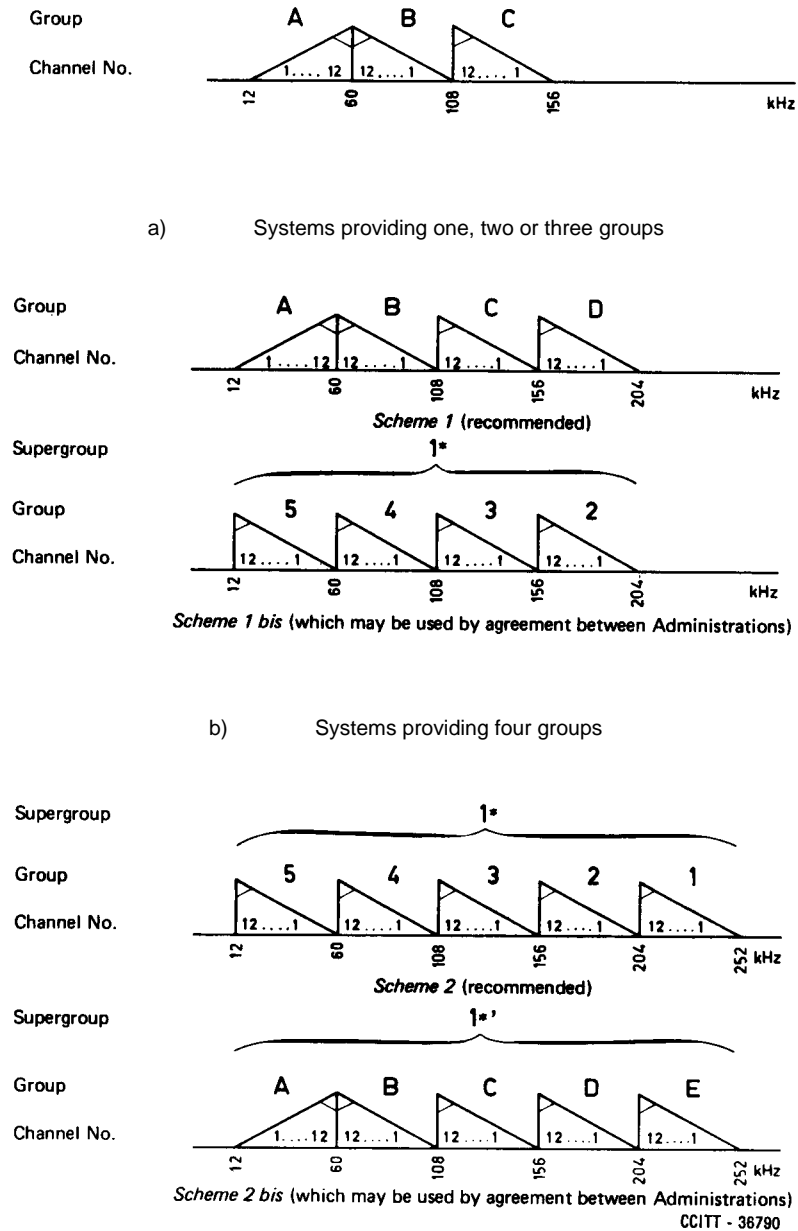 Group A B C
Channel No. 1....12 12....1 12....1
12 60 108 156 kHz
a) Systems providing one, two or three groups
Group A B C D
Channel No. 1....12 12....1 12....1 12....1
12 60 108 156 204 kHz
Scheme 1 (recommended)
Supergroup 1*
Group 5 4 3 2
Channel No. 12....1 12....1 12....1 12....1
12 60 108 156 204 kHz
Scheme 1 bis (which may be used by agreement between Administrations)
b) Systems providing four groups
Supergroup 1*
Group 5 4 3 2 1
Channel No. 12....1 12....1 12....1 12....1 12....1
12 60 108 156 204 252 kHz
Scheme 2 (recommended)
Supergroup 1*'
Group A B C D E
Channel No. 1....12 12....1 12....1 12....1 12....1
12 60 108 156 204 252 kHz
Scheme 2 bis (which may be used by agreement between Administrations)
CCITT - 36790